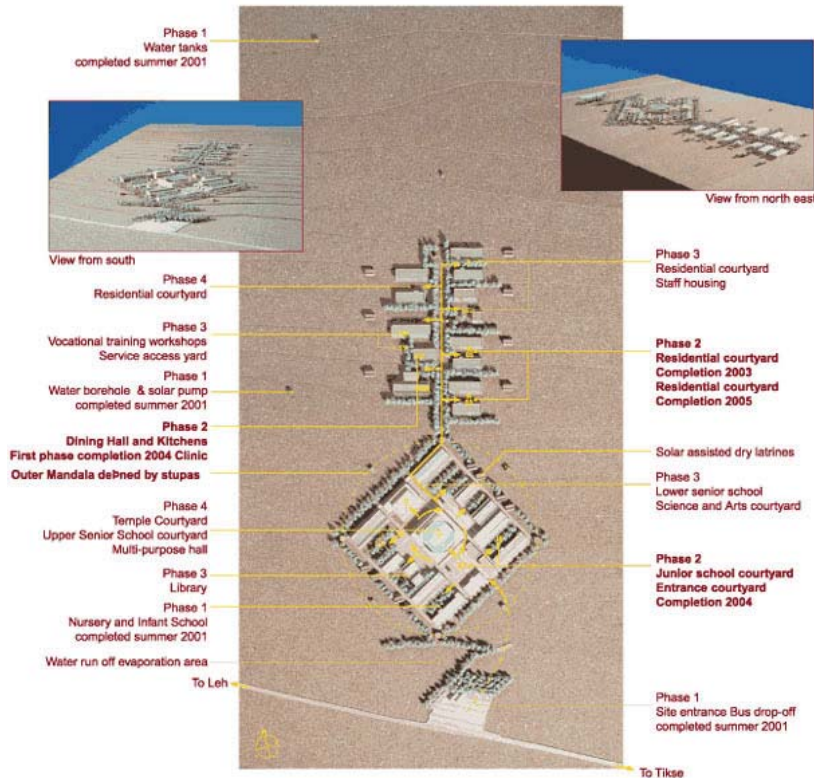 Phase 1
Water tanks
completed summer 2001
View from south
View from north east
Phase 4
Residential courtyard
Phase 3
Vocational training workshops
Service access yard
Phase 1
Water borehole & solar pump
completed summer 2001
Phase 2
Dining Hall and Kitchens
First phase completion 2004 Clinic
Outer Mandala deÞned by stupas
Phase 4
Temple Courtyard
Upper Senior School courtyard
Multi-purpose hall
Phase 3
Library
Phase 1
Nursery and Infant School
completed summer 2001
Water run off evaporation area
To Leh
Phase 3
Residential courtyard
Staff housing
Phase 2
Residential courtyard
Completion 2003
Residential courtyard
Completion 2005
Solar assisted dry latrines
Phase 3
Lower senior school
Science and Arts courtyard
Phase 2
Junior school courtyard
Entrance courtyard
Completion 2004
Phase 1
Site entrance Bus drop-off
completed summer 2001
To Tikse